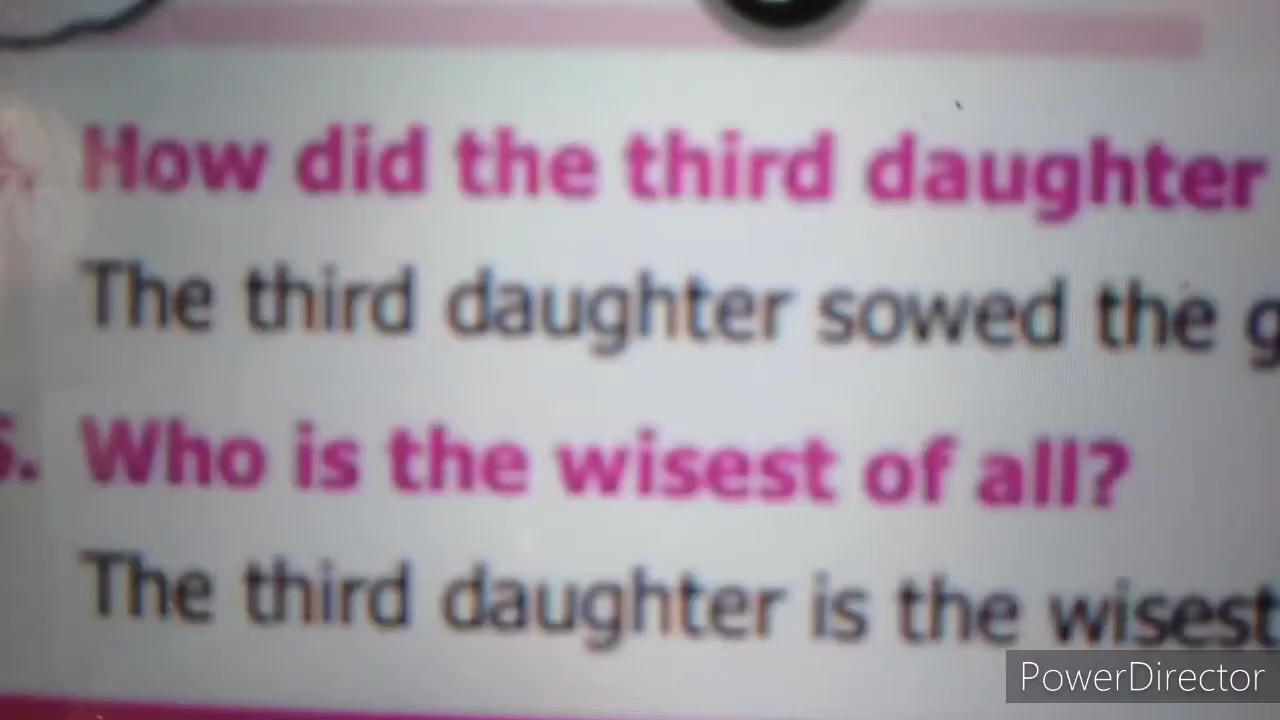 How did the third daughter
The third daughter sowed the
5. Who is the wisest of all?
The third daughter is the wisest
PowerDirector